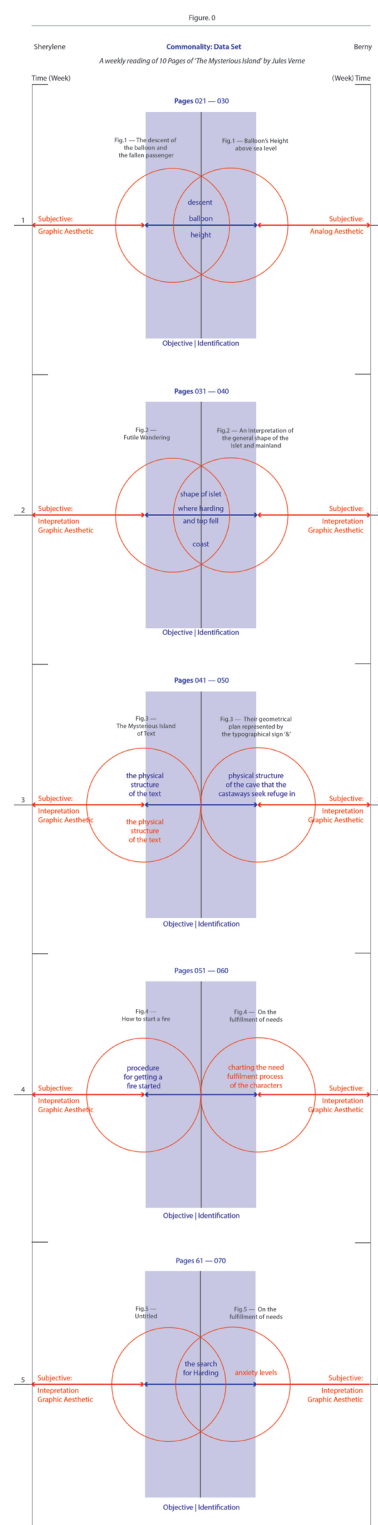 Figure. 0
Sherylene
Commonality: Data Set
Berny
A weekly reading of 10 Pages of 'The Mysterious Island' by Jules Verne
Time (Week)
(Week) Time
Pages 021 — 030
Fig.1 — The descent of
the balloon and
the fallen passenger
Fig.1 — Balloon's Height
above sea level
descent
balloon
height
1
Subjective:
Graphic Aesthetic
Subjective:
Analog Aesthetic
Objective | Identification
Pages 031 — 040
Fig.2 —
Futile Wandering
Fig.2 — An Interpretation of
the general shape of the
islet and mainland
shape of islet
where harding
and top fell
coast
2
Subjective:
Intepretation
Graphic Aesthetic
Subjective:
Intepretation
Graphic Aesthetic
Objective | Identification
Pages 041 — 050
Fig.3 —
The Mysterious Island
of Text
Fig.3 — Their geometrical
plan represented by
the typographical sign '&'
the physical
structure
of the text
physical structure
of the cave that the
castaways seek refuge in
the physical
structure
of the text
3
Subjective:
Intepretation
Graphic Aesthetic
Subjective:
Intepretation
Graphic Aesthetic
Objective | Identification
Pages 051 — 060
Fig.4 —
How to start a fire
Fig.4 — On the
fulfillment of needs
procedure
for getting a
fire started
charting the need
fulfilment process
of the characters
4
Subjective:
Intepretation
Graphic Aesthetic
Subjective:
Intepretation
Graphic Aesthetic
Objective | Identification
Pages 61 — 070
Fig.5 —
Untitled
Fig.5 — On the
fulfillment of needs
the search
for Harding
anxiety levels
5
Subjective:
Intepretation
Graphic Aesthetic
Subjective:
Intepretation
Graphic Aesthetic
Objective | Identification